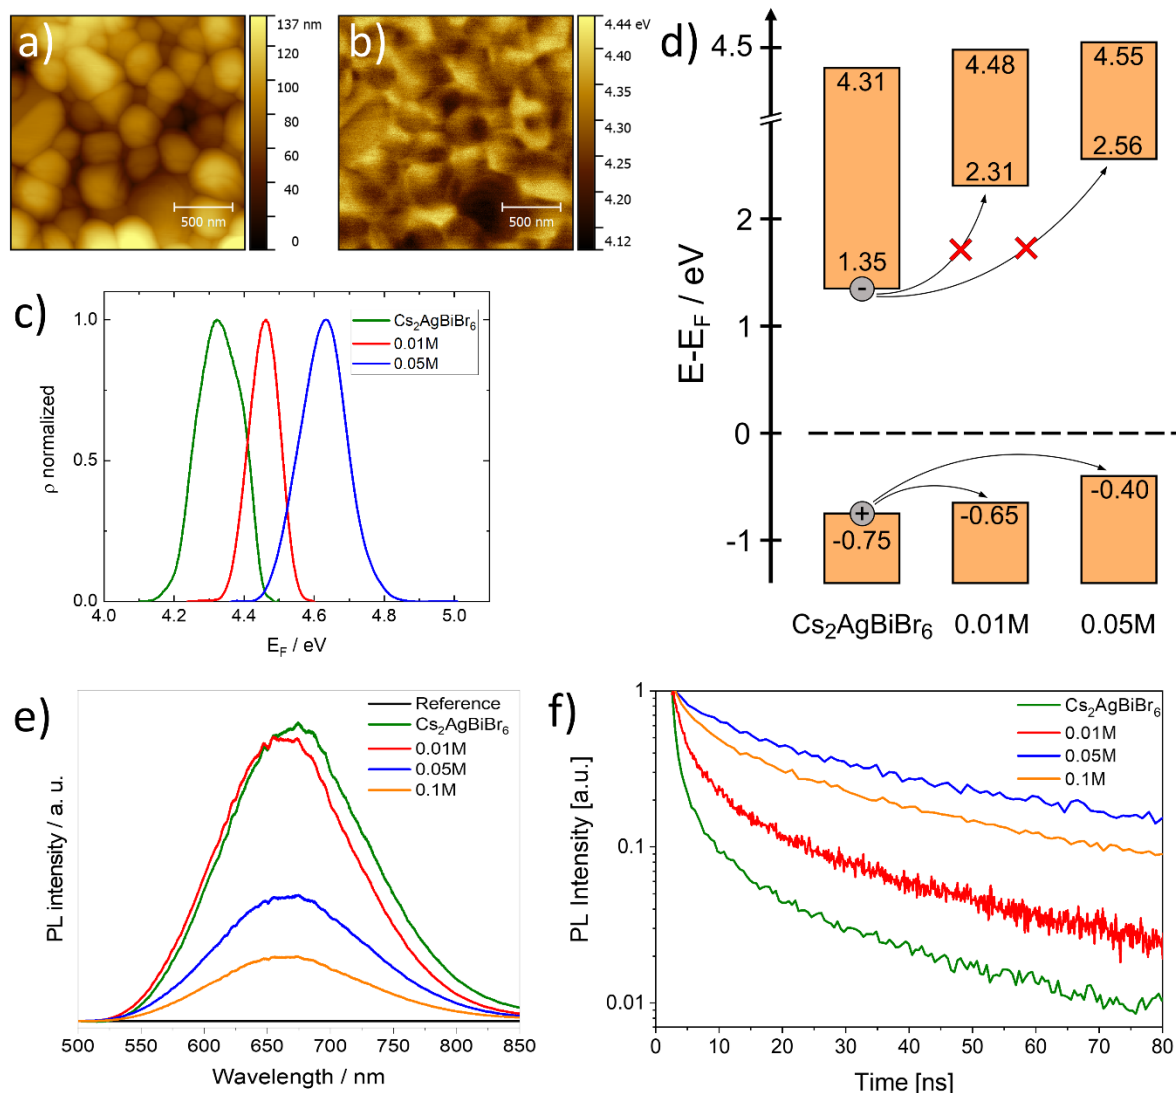 a)
137 nm
120
100
80
60
40
20
0
500 nm
b)
4.44 eV
4.40
4.35
4.30
4.25
4.20
4.12
500 nm
c)
ρ normalized
1.0
0.5
0.0
4.0
4.2
4.4
4.6
4.8
5.0
E_F / eV
Cs₂AgBiBr₆
0.01M
0.05M
d)
E-E_F / eV
4.5
2
1
0
-1
4.31
4.48
4.55
2.31
2.56
1.35
-
+
-0.75
-0.65
-0.40
Cs₂AgBiBr₆
0.01M
0.05M
e)
PL intensity / a. u.
Reference
Cs₂AgBiBr₆
0.01M
0.05M
0.1M
500
550
600
650
700
750
800
850
Wavelength / nm
f)
PL Intensity [a.u.]
1
0.1
0.01
Cs₂AgBiBr₆
0.01M
0.05M
0.1M
0
10
20
30
40
50
60
70
80
Time [ns]